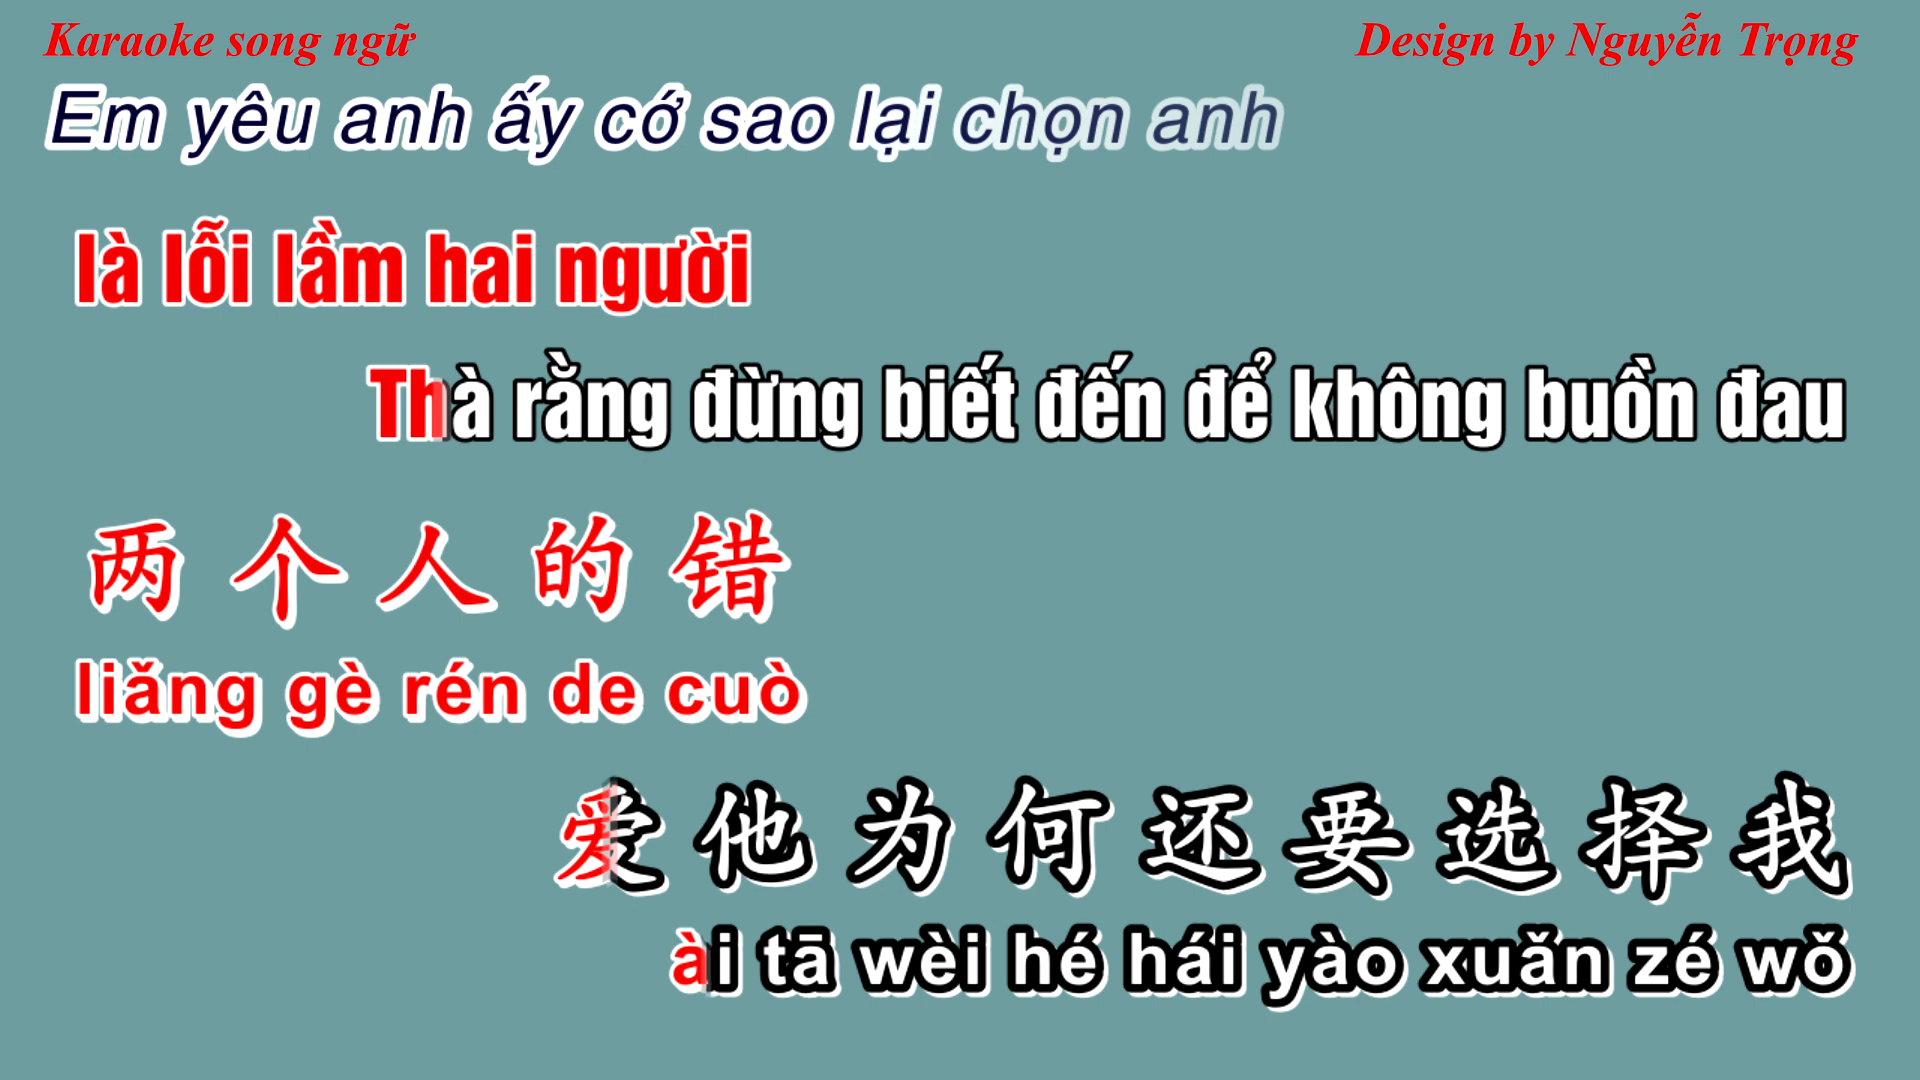 Karaoke song ngữ
Design by Nguyễn Trọng
Em yêu anh ấy cớ sao lại chọn anh
là lỗi lầm hai người
Thà rằng đừng biết đến để không buồn đau
两个人的错
liǎng gè rén de cuò
爱他为何还要选择我
ài tā wèi hé hái yào xuǎn zé wǒ